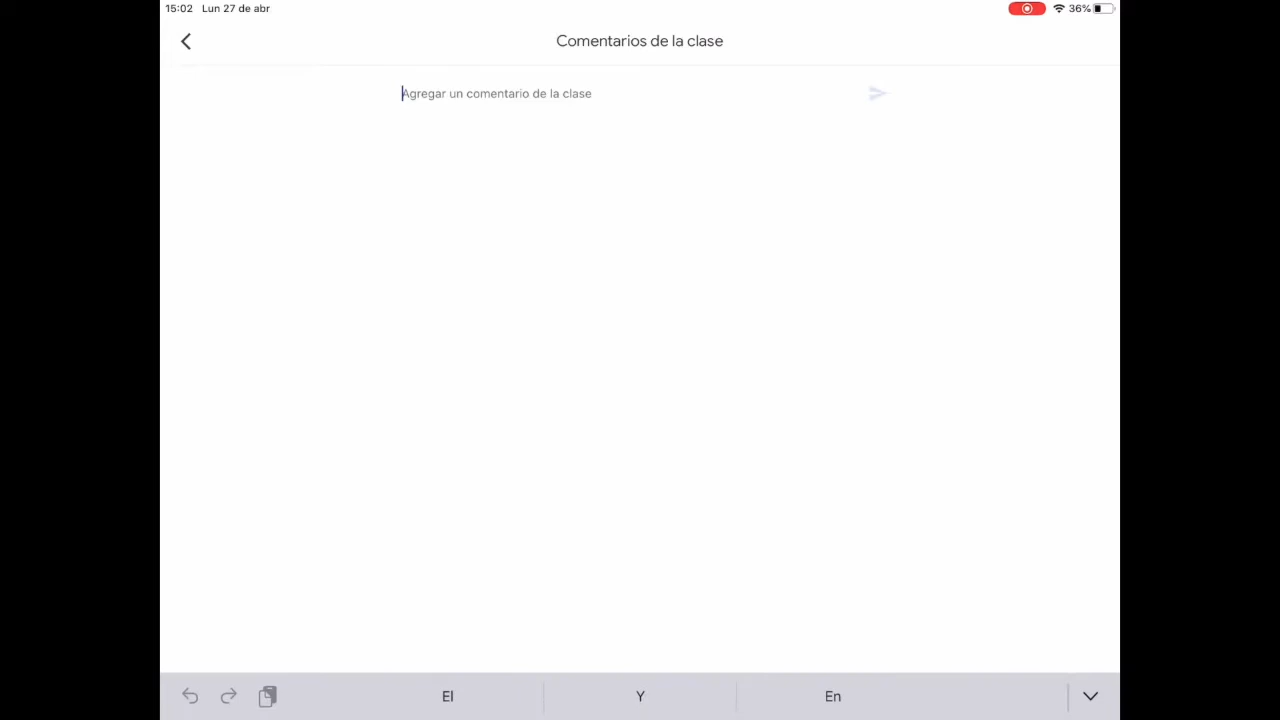 15:02 Lun 27 de abr 36%
Comentarios de la clase
Agregar un comentario de la clase
El Y En